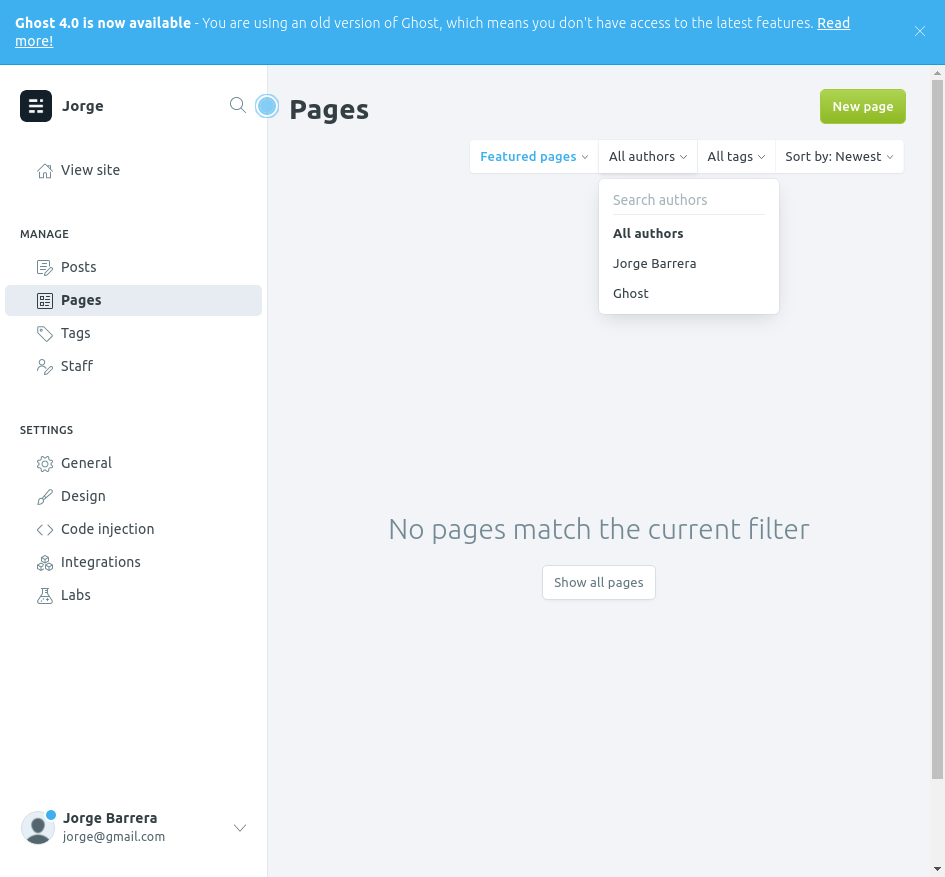 Ghost 4.0 is now available - You are using an old version of Ghost, which means you don't have access to the latest features. Read
more!
Jorge
Pages
New page
View site
Featured pages
All authors
All tags
Sort by: Newest
Search authors
All authors
Jorge Barrera
Ghost
MANAGE
Posts
Pages
Tags
Staff
SETTINGS
General
Design
Code injection
Integrations
Labs
No pages match the current filter
Show all pages
Jorge Barrera
jorge@gmail.com